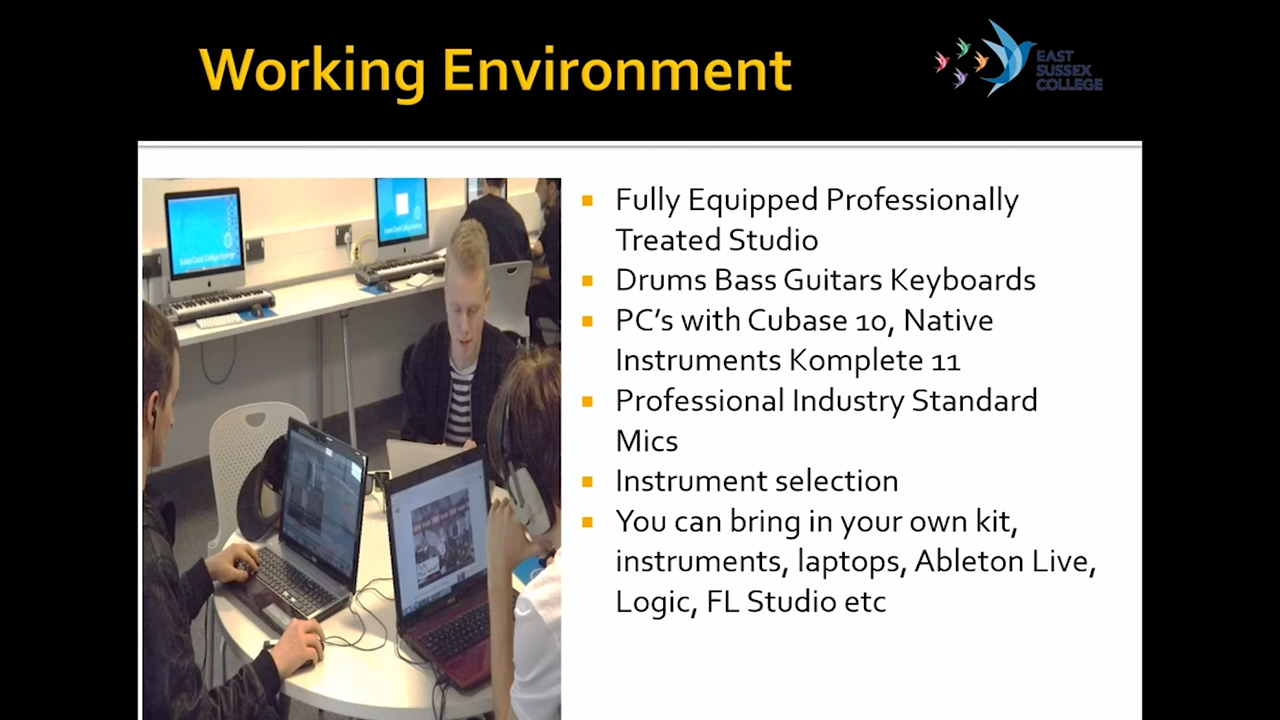 Working Environment
EAST
SUSSEX
COLLEGE
Fully Equipped Professionally
Treated Studio
Drums Bass Guitars Keyboards
PC's with Cubase 10, Native
Instruments Komplete 11
Professional Industry Standard
Mics
Instrument selection
You can bring in your own kit,
instruments, laptops, Ableton Live,
Logic, FL Studio etc